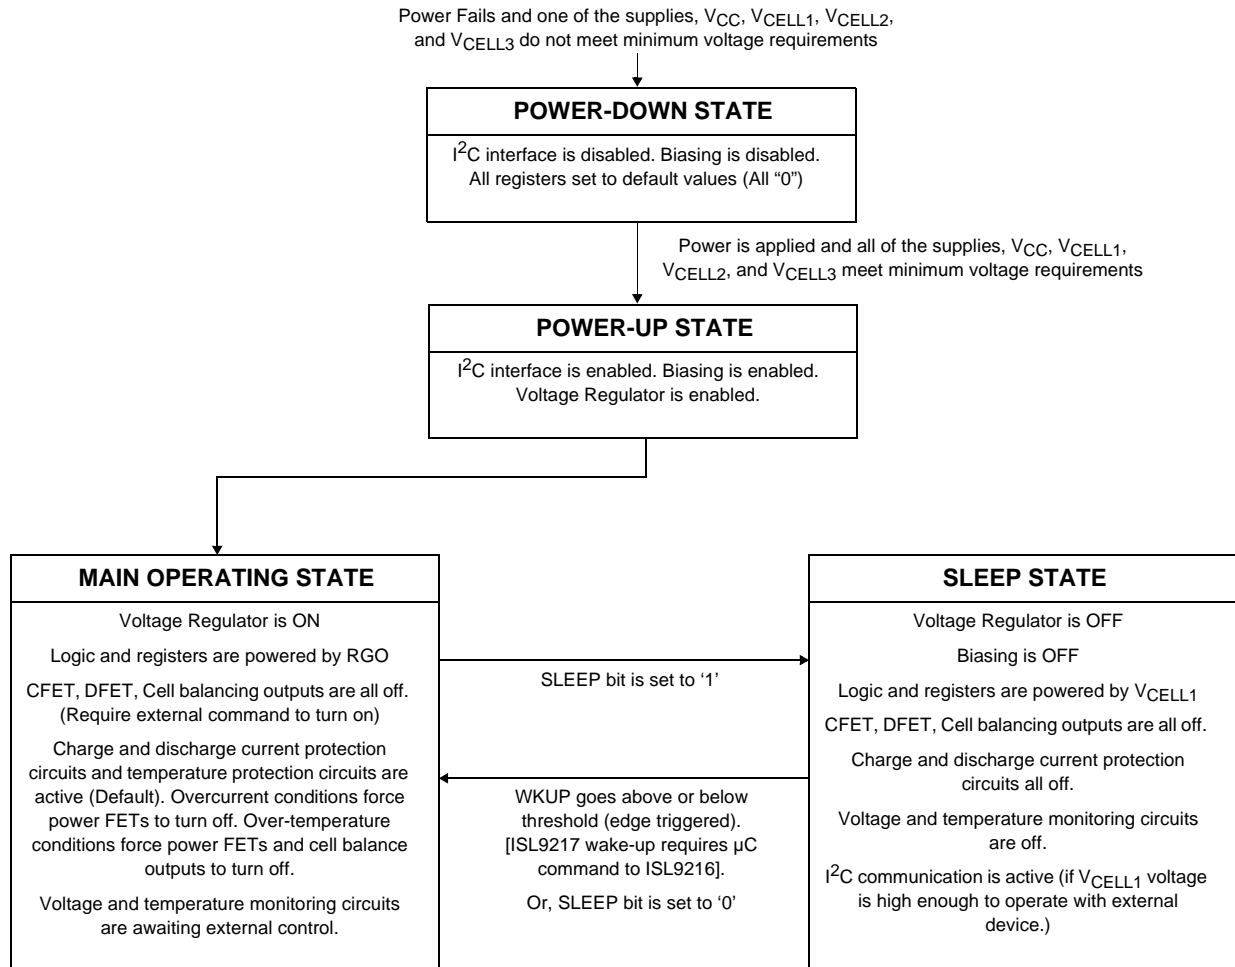 Power Fails and one of the supplies, VCC, VCELL1, VCELL2,
and VCELL3 do not meet minimum voltage requirements
POWER-DOWN STATE
I2C interface is disabled. Biasing is disabled.
All registers set to default values (All “0”)
Power is applied and all of the supplies, VCC, VCELL1,
VCELL2, and VCELL3 meet minimum voltage requirements
POWER-UP STATE
I2C interface is enabled. Biasing is enabled.
Voltage Regulator is enabled.
MAIN OPERATING STATE
Voltage Regulator is ON
Logic and registers are powered by RGO
CFET, DFET, Cell balancing outputs are all off.
(Require external command to turn on)
Charge and discharge current protection
circuits and temperature protection circuits are
active (Default). Overcurrent conditions force
power FETs to turn off. Over-temperature
conditions force power FETs and cell balance
outputs to turn off.
Voltage and temperature monitoring circuits
are awaiting external control.
SLEEP bit is set to ‘1’
WKUP goes above or below
threshold (edge triggered).
[ISL9217 wake-up requires µC
command to ISL9216].
Or, SLEEP bit is set to ‘0’
SLEEP STATE
Voltage Regulator is OFF
Biasing is OFF
Logic and registers are powered by VCELL1
CFET, DFET, Cell balancing outputs are all off.
Charge and discharge current protection
circuits all off.
Voltage and temperature monitoring circuits
are off.
I2C communication is active (if VCELL1 voltage
is high enough to operate with external
device.)